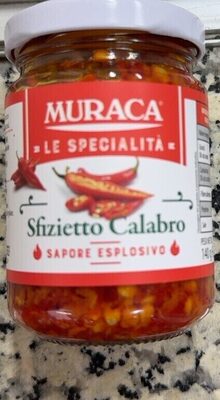 MURACA®
LE SPECIALITÀ
Sfizietto Calabro
SAPORE ESPLOSIVO